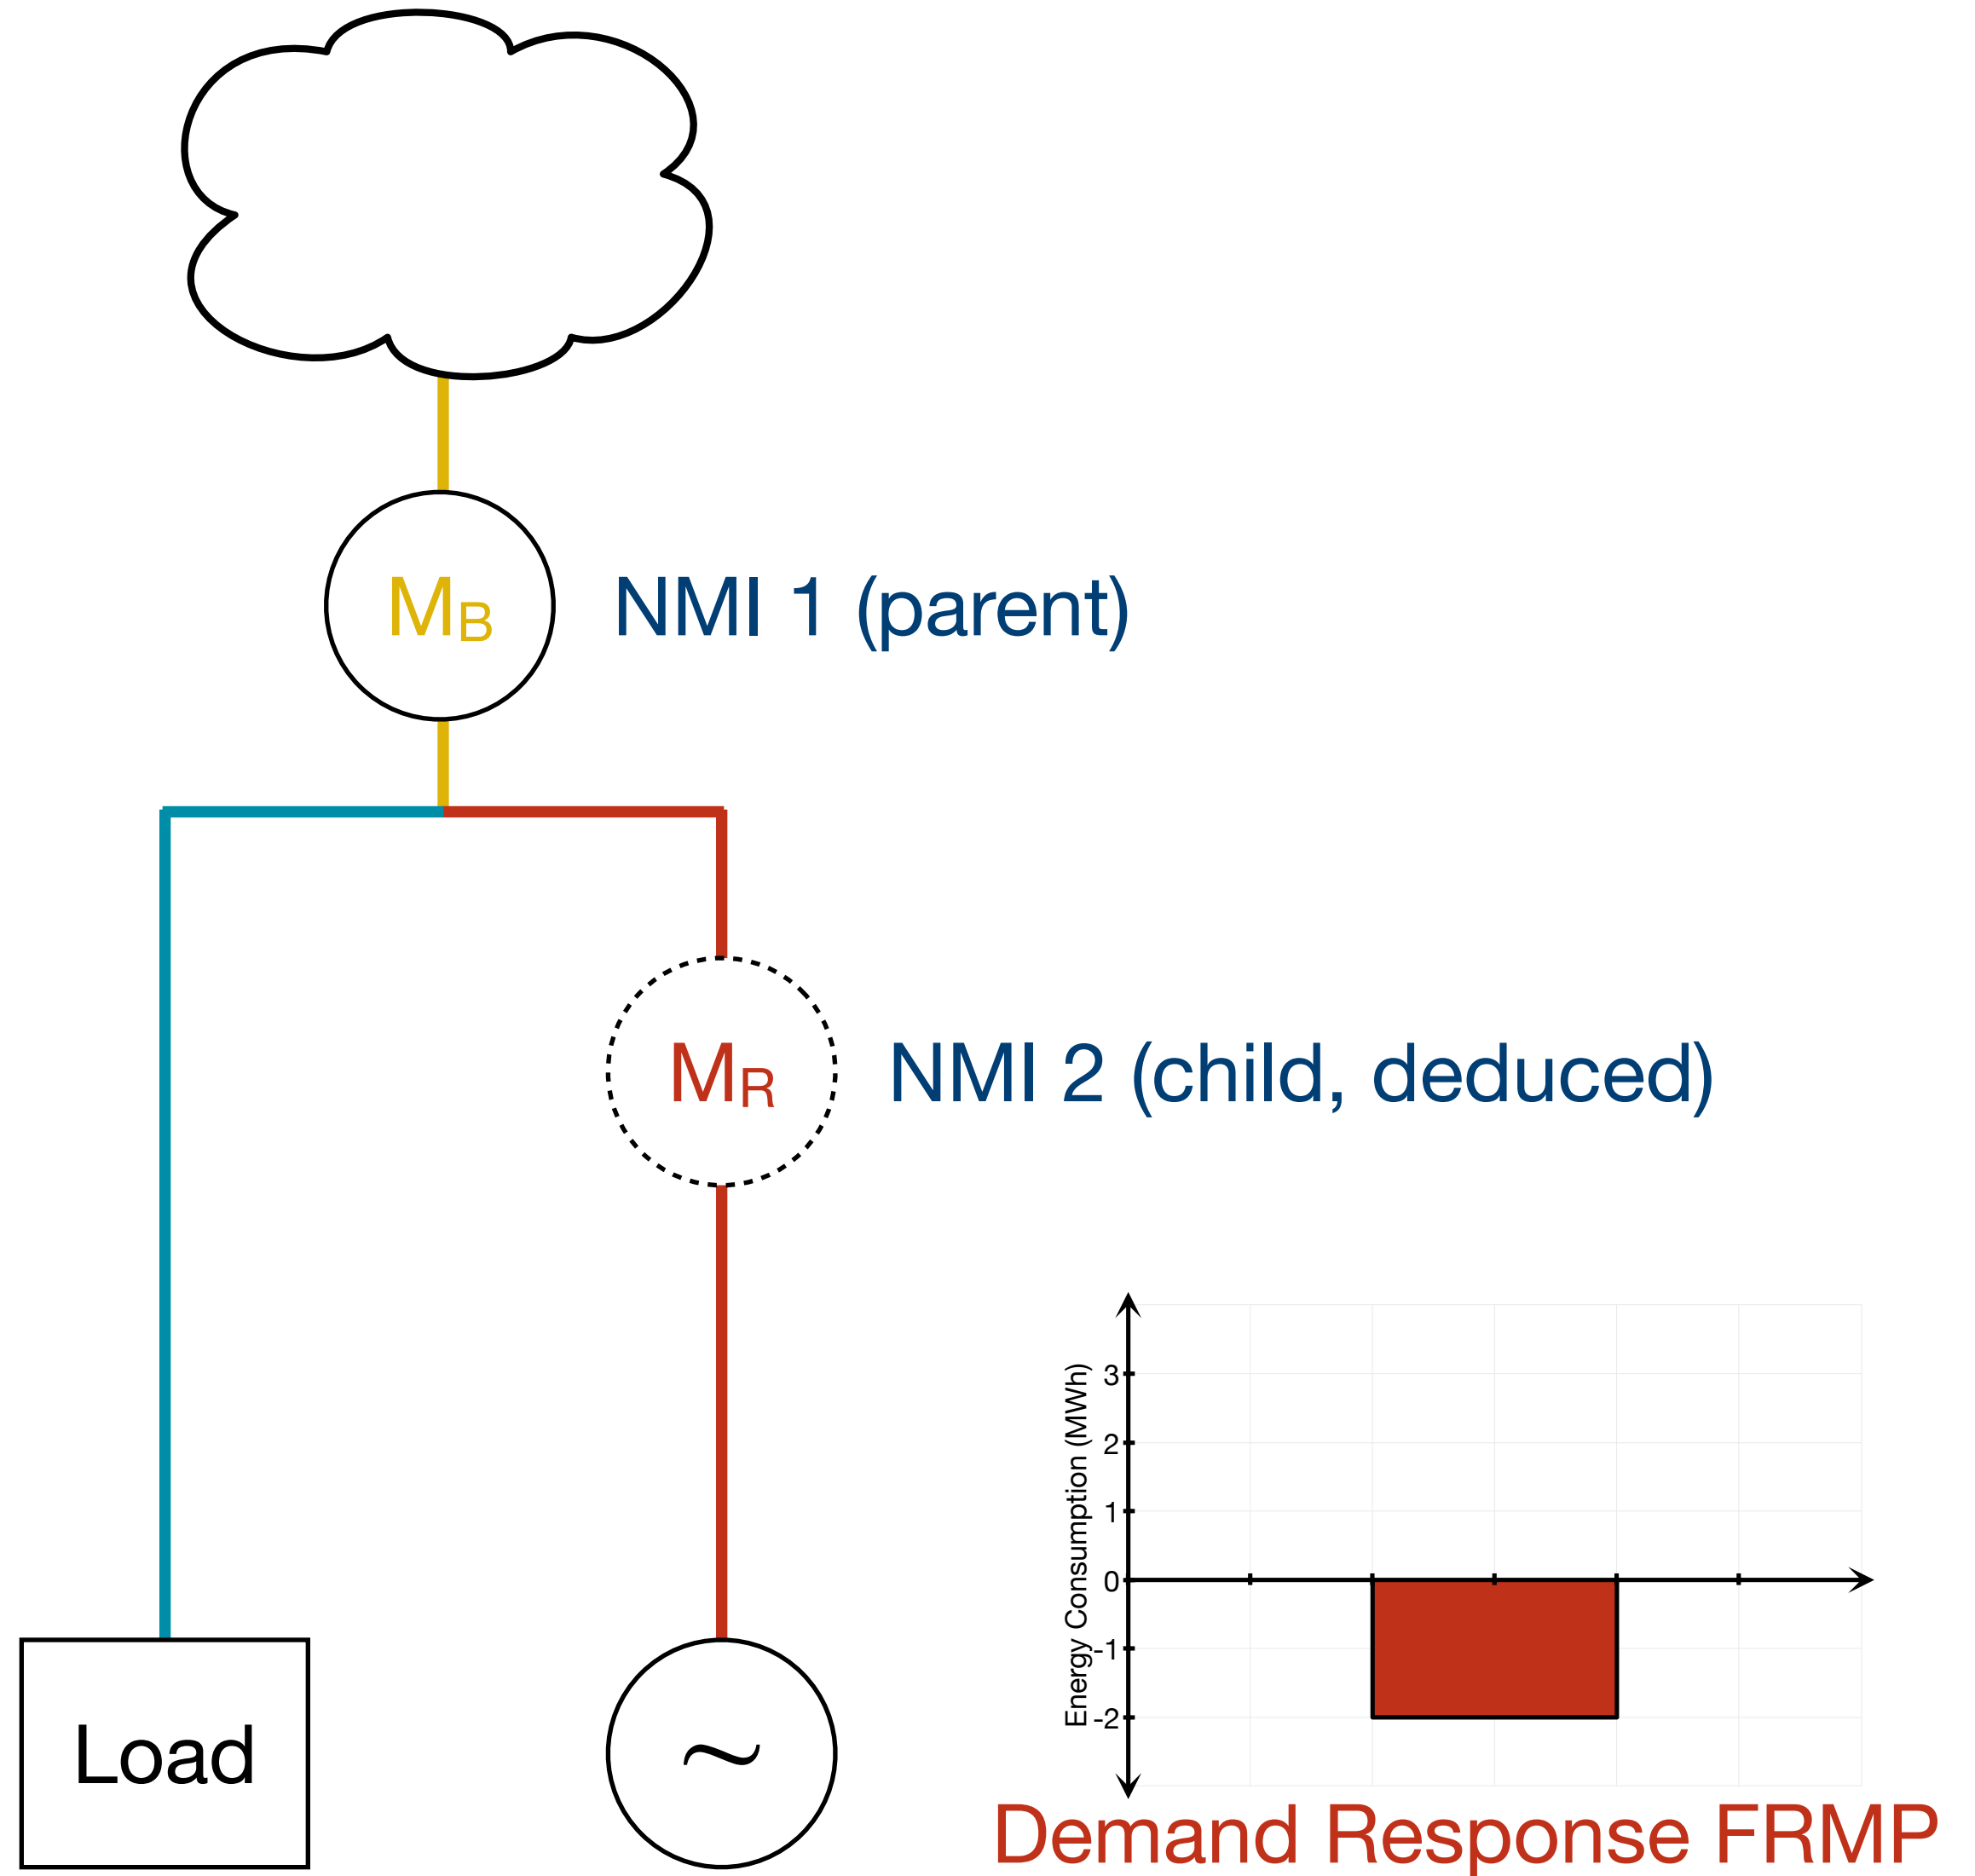 MB
NMI 1 (parent)
MR
NMI 2 (child, deduced)
Energy Consumption (MWh)
3
2
1
0
-1
-2
Load
~
Demand Response FRMP